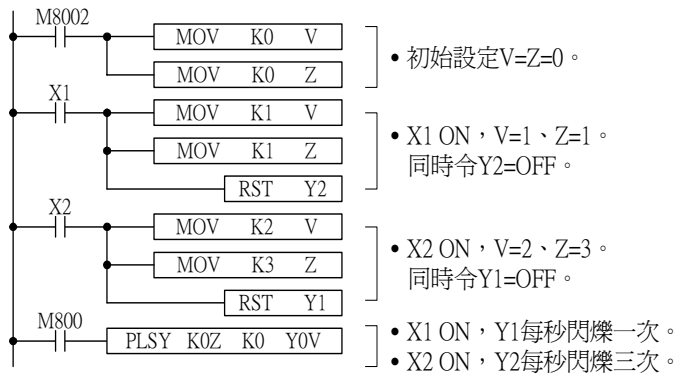 M8002
MOV K0 V
MOV K0 Z
• 初始設定V=Z=0。
X1
MOV K1 V
MOV K1 Z
RST Y2
• X1 ON，V=1、Z=1。
同時令Y2=OFF。
X2
MOV K2 V
MOV K3 Z
RST Y1
• X2 ON，V=2、Z=3。
同時令Y1=OFF。
M800
PLSY K0Z K0 Y0V
• X1 ON，Y1每秒閃爍一次。
• X2 ON，Y2每秒閃爍三次。